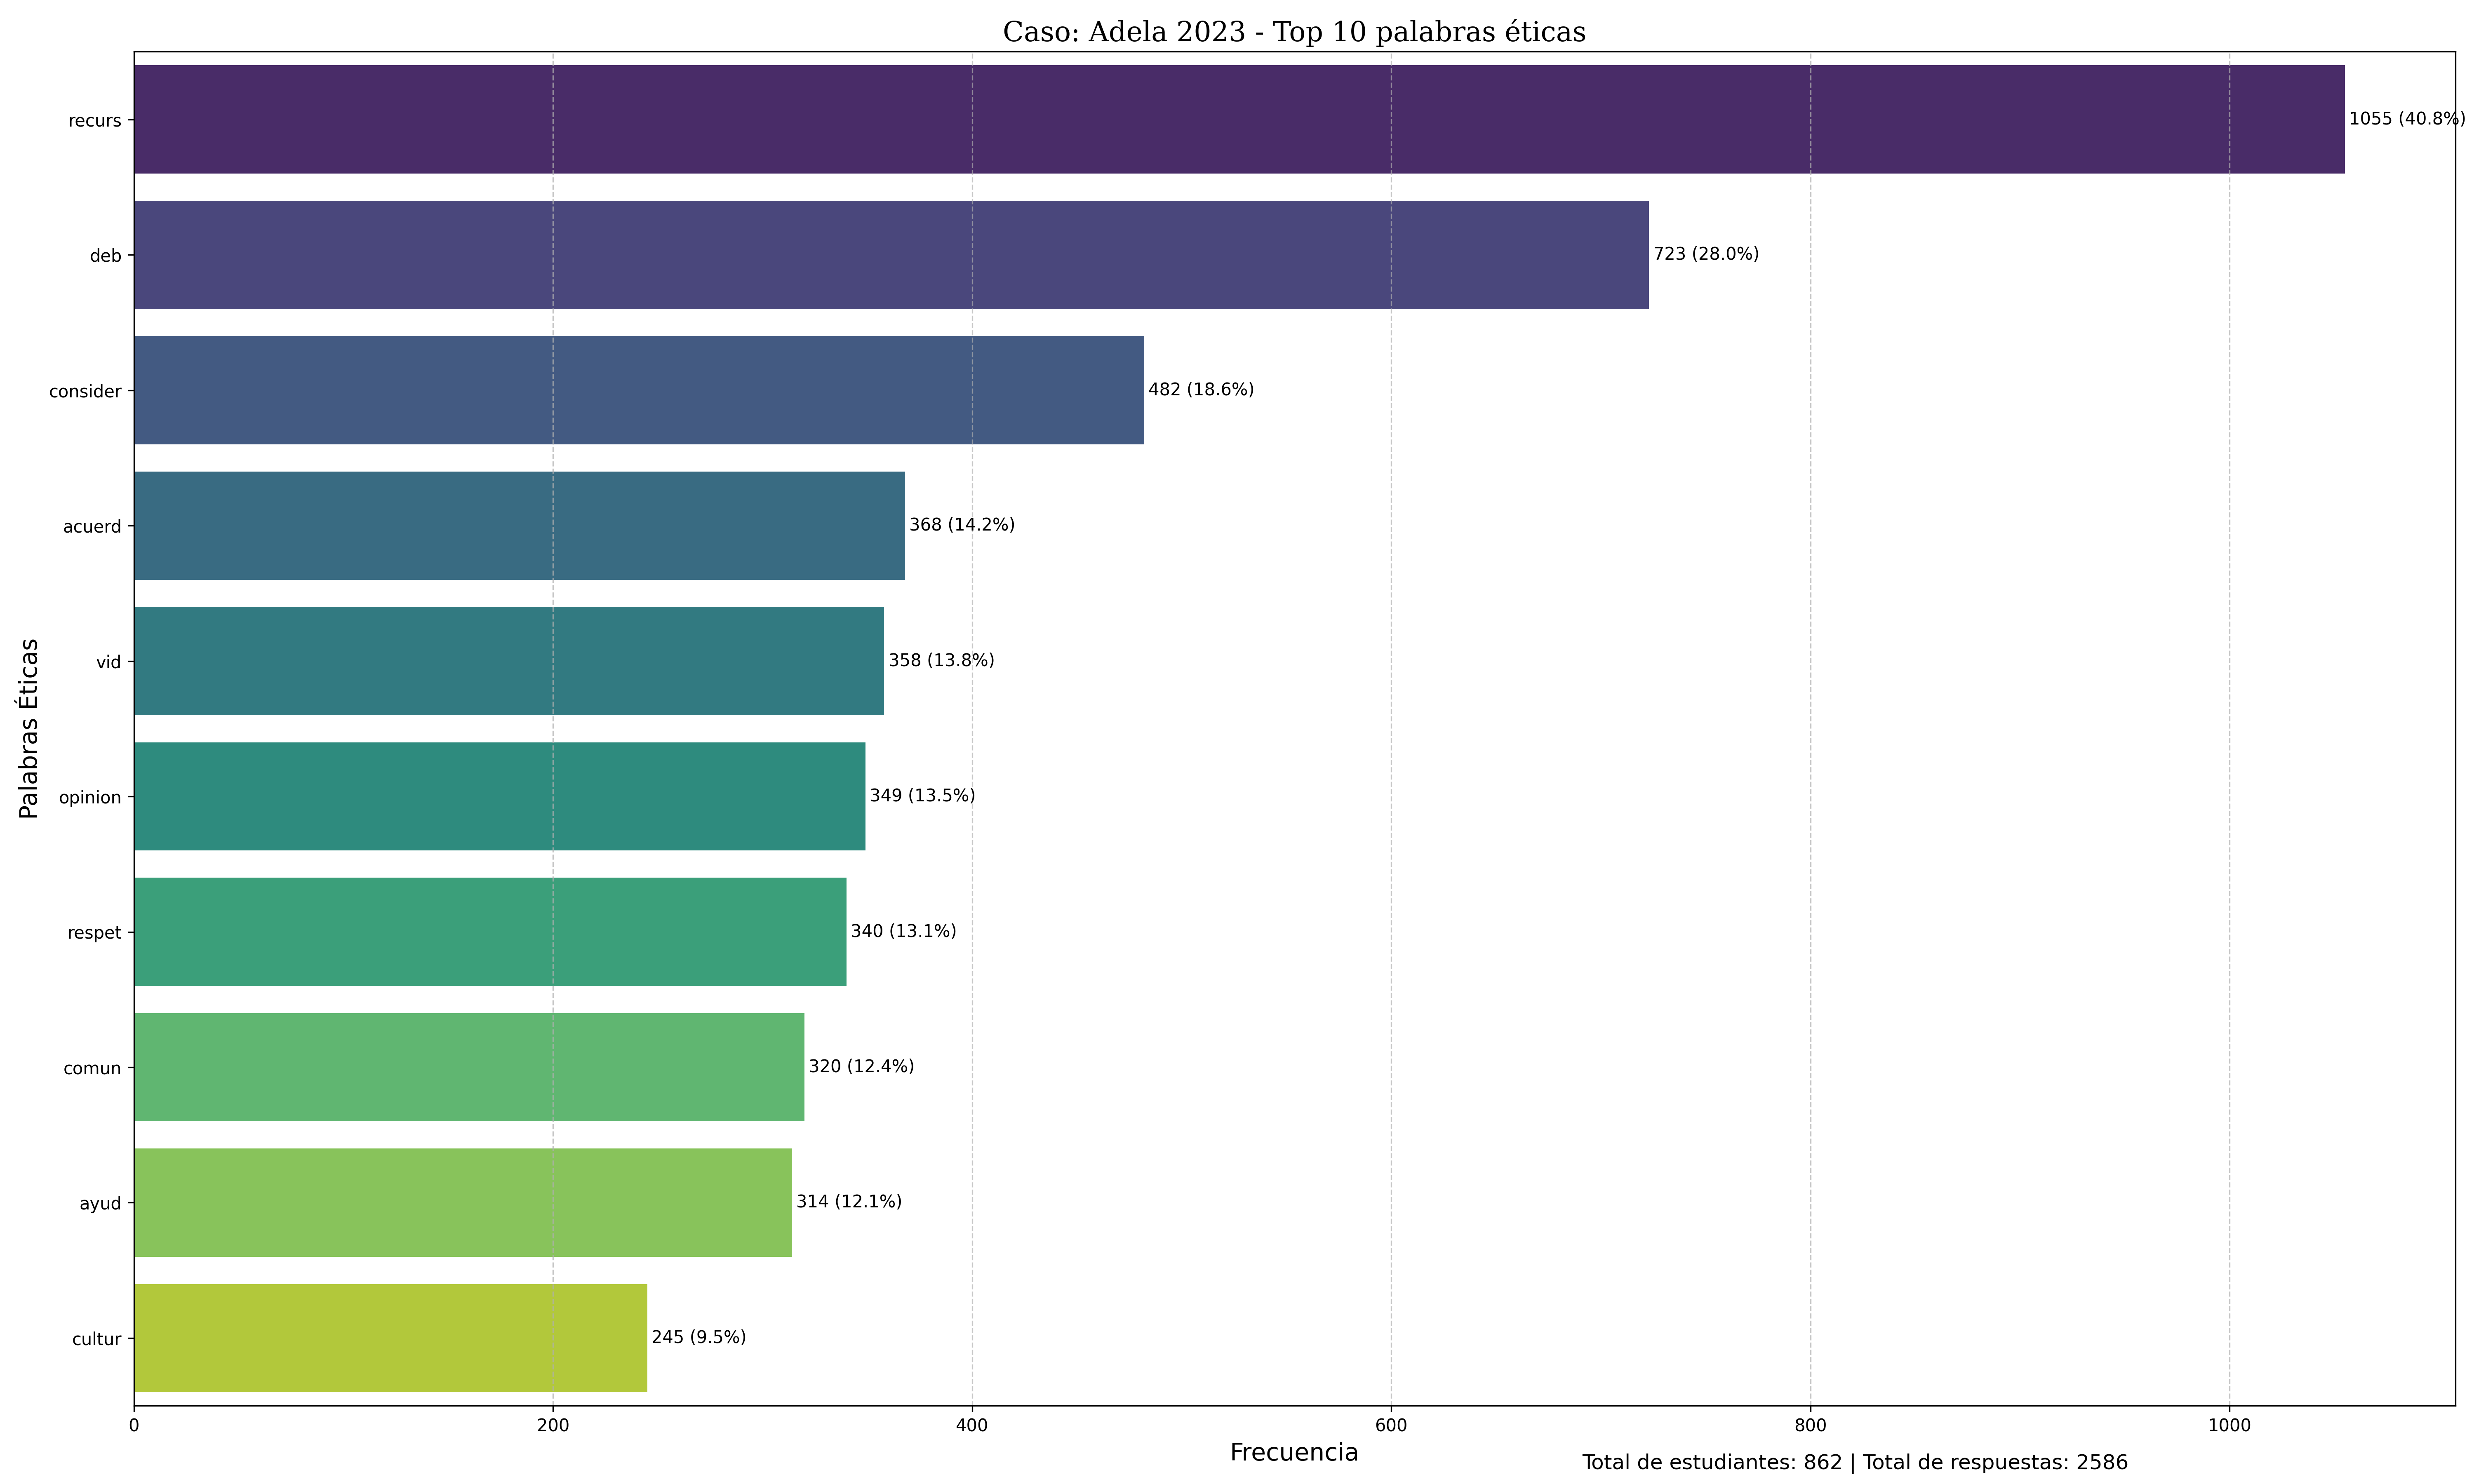 Caso: Adela 2023 - Top 10 palabras éticas
Palabras Éticas
recurs 1055 (40.8%)
deb 723 (28.0%)
consider 482 (18.6%)
acuerd 368 (14.2%)
vid 358 (13.8%)
opinion 349 (13.5%)
respet 340 (13.1%)
comun 320 (12.4%)
ayud 314 (12.1%)
cultur 245 (9.5%)
0 200 400 600 800 1000
Frecuencia
Total de estudiantes: 862 | Total de respuestas: 2586